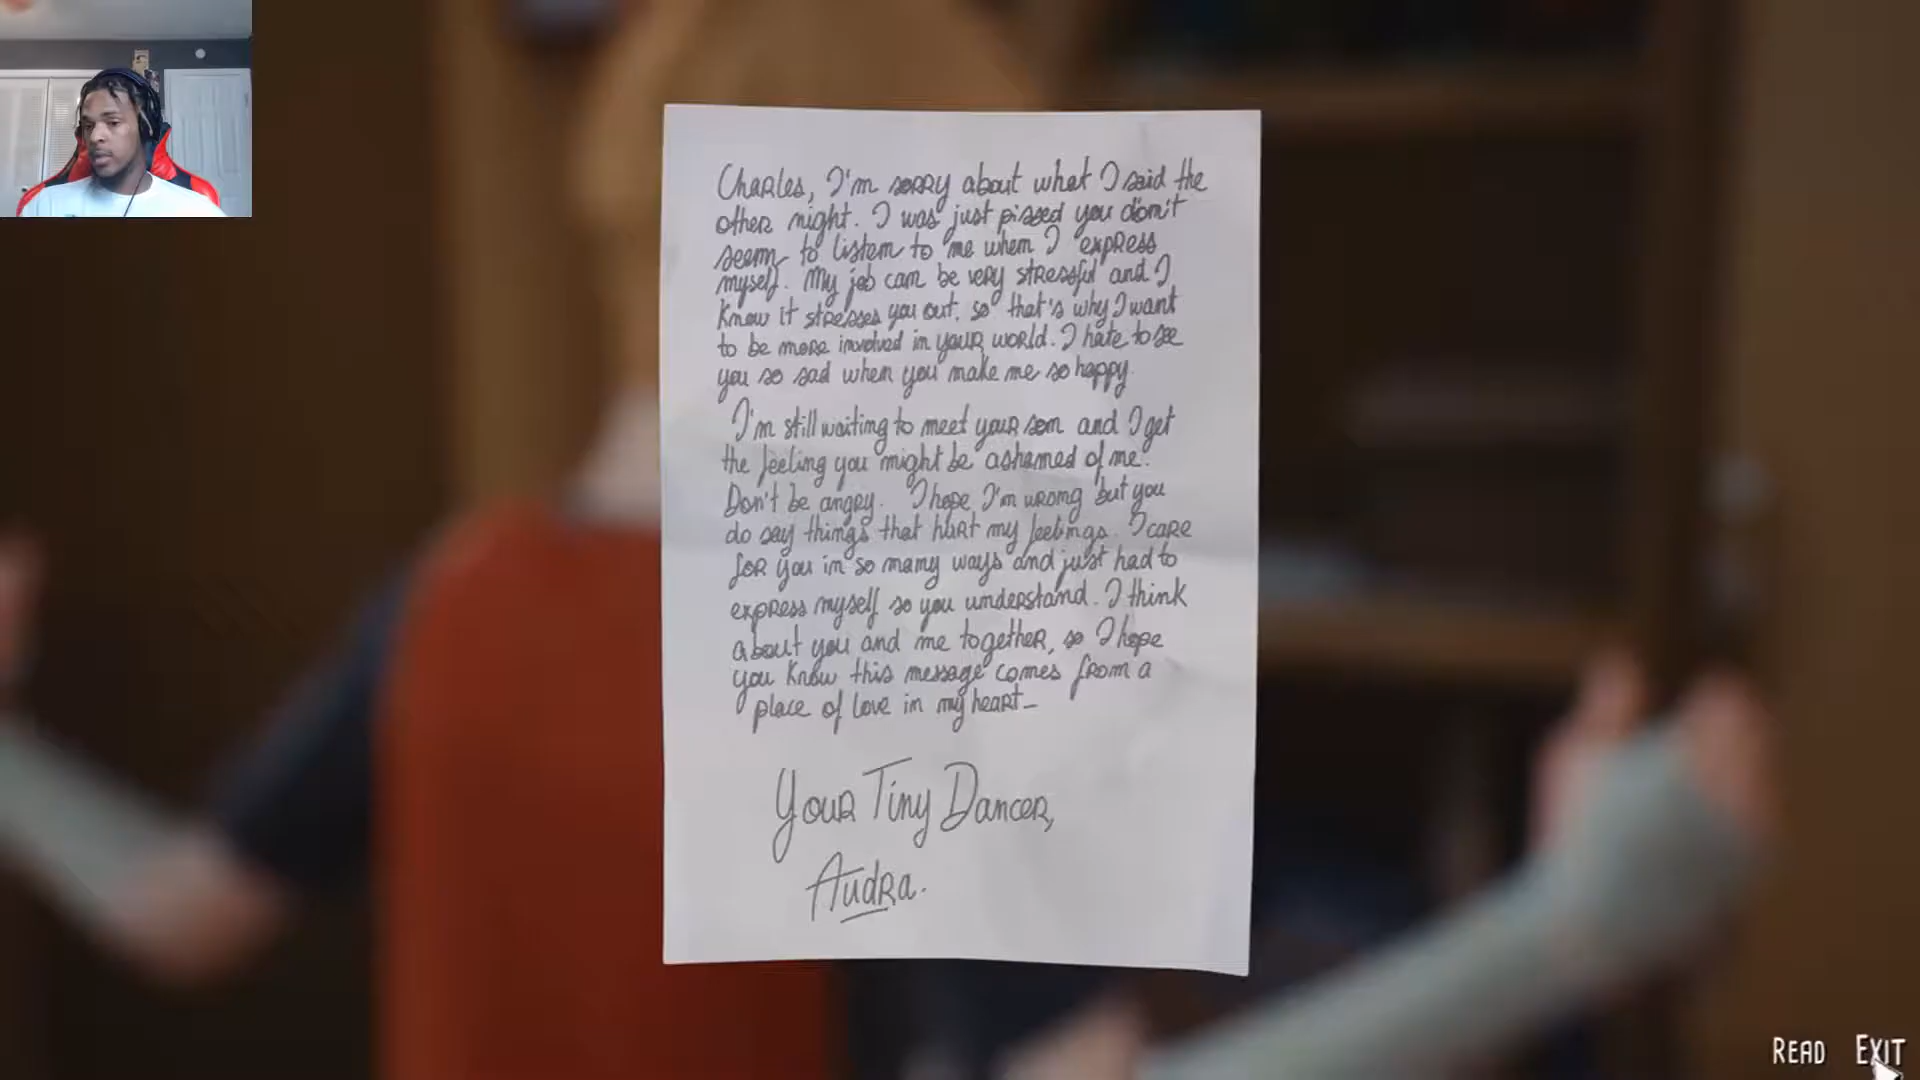 Charles, I'm sorry about what I said the
other night. I was just pissed you don't
seem to listen to me when I express
myself. My job can be very stressful and I
know it stresses you out, so that's why I want
to be more involved in your world. I hate to see
you so sad when you make me so happy.
I'm still waiting to meet your son and I get
the feeling you might be ashamed of me.
Don't be angry. I hope I'm wrong but you
do say things that hurt my feelings. I care
for you in so many ways and just had to
express myself so you understand. I think
about you and me together, so I hope
you know this message comes from a
place of love in my heart_
Your Tiny Dancer,
Audra.
READ EXIT